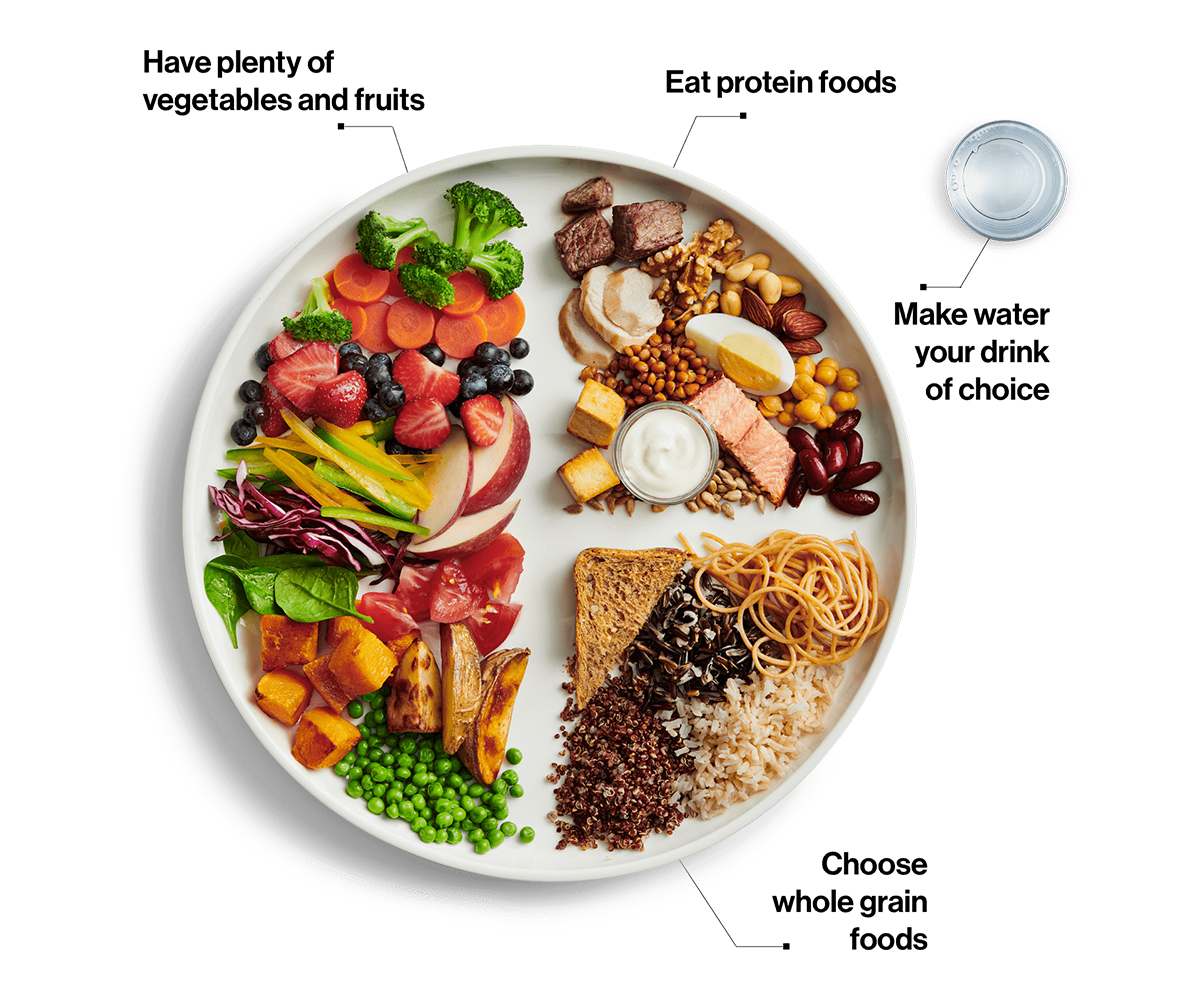 Have plenty of
vegetables and fruits
Eat protein foods
Make water
your drink
of choice
Choose
whole grain
foods